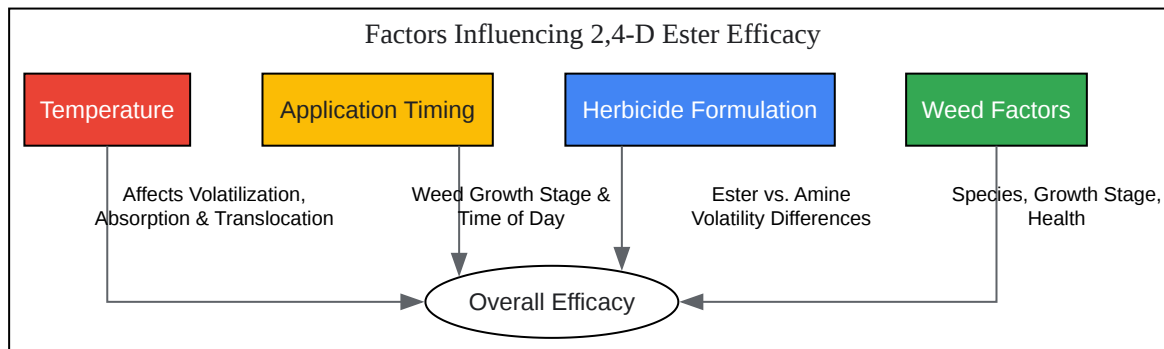 Factors Influencing 2,4-D Ester Efficacy
Temperature
Application Timing
Herbicide Formulation
Weed Factors
Affects Volatilization,
Absorption & Translocation
Weed Growth Stage &
Time of Day
Ester vs. Amine
Volatility Differences
Species, Growth Stage,
Health
Overall Efficacy